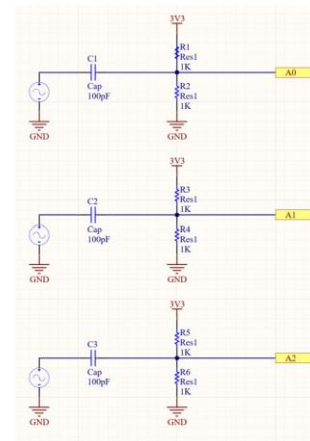 3V3
R1
Res1
1K
C1
Cap
100pF
A0
R2
Res1
1K
GND
GND
3V3
R3
Res1
1K
C2
Cap
100pF
A1
R4
Res1
1K
GND
GND
3V3
R5
Res1
1K
C3
Cap
100pF
A2
R6
Res1
1K
GND
GND